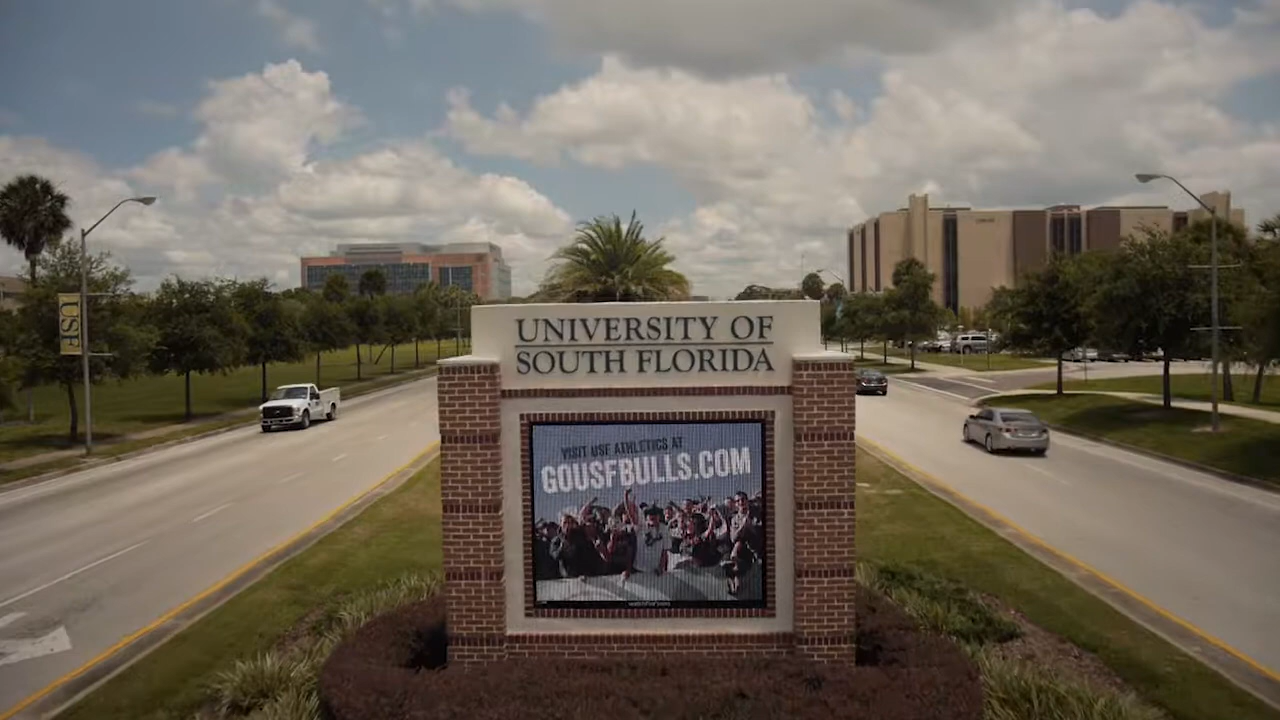 UNIVERSITY OF
SOUTH FLORIDA
VISIT USF ATHLETICS AT
GOUSFBULLS.COM
USF